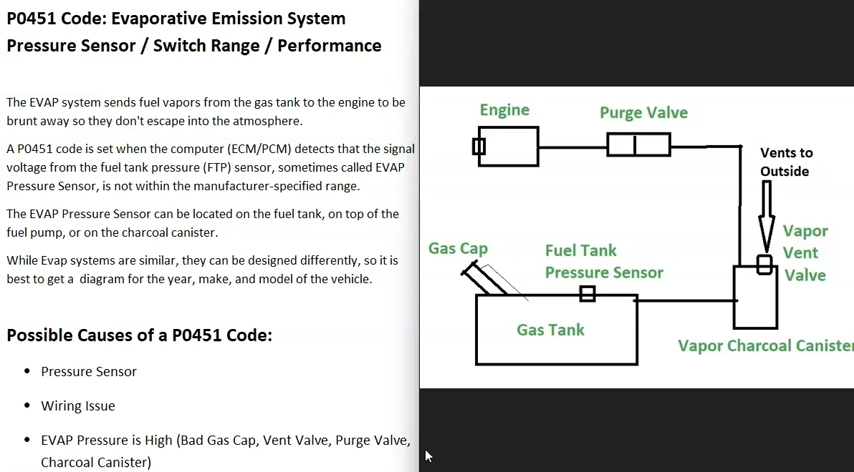 P0451 Code: Evaporative Emission System
Pressure Sensor / Switch Range / Performance
The EVAP system sends fuel vapors from the gas tank to the engine to be
brunt away so they don't escape into the atmosphere.
A P0451 code is set when the computer (ECM/PCM) detects that the signal
voltage from the fuel tank pressure (FTP) sensor, sometimes called EVAP
Pressure Sensor, is not within the manufacturer-specified range.
The EVAP Pressure Sensor can be located on the fuel tank, on top of the
fuel pump, or on the charcoal canister.
While Evap systems are similar, they can be designed differently, so it is
best to get a  diagram for the year, make, and model of the vehicle.
Possible Causes of a P0451 Code:
• Pressure Sensor
• Wiring Issue
• EVAP Pressure is High (Bad Gas Cap, Vent Valve, Purge Valve,
Charcoal Canister)
Engine
Purge Valve
Vents to
Outside
Vapor
Vent
Valve
Gas Cap
Fuel Tank
Pressure Sensor
Gas Tank
Vapor Charcoal Canister